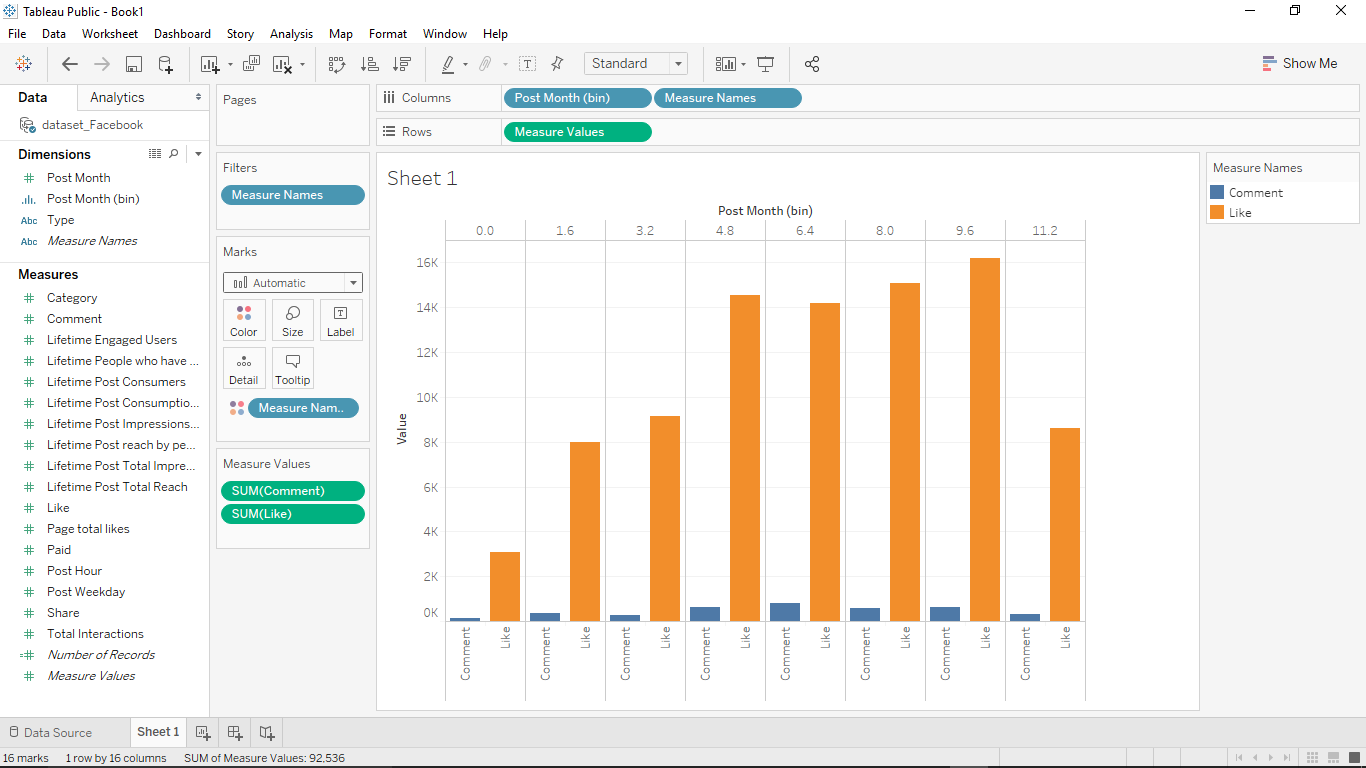 Tableau Public - Book1
File Data Worksheet Dashboard Story Analysis Map Format Window Help
Standard
Show Me
Data Analytics
dataset_Facebook
Dimensions
Post Month
Post Month (bin)
Abc Type
Abc Measure Names
Measures
Category
Comment
Lifetime Engaged Users
Lifetime People who have ...
Lifetime Post Consumers
Lifetime Post Consumptio...
Lifetime Post Impressions...
Lifetime Post reach by pe...
Lifetime Post Total Impre...
Lifetime Post Total Reach
Like
Page total likes
Paid
Post Hour
Post Weekday
Share
Total Interactions
Number of Records
Measure Values
Pages
Filters
Measure Names
Marks
Automatic
Color Size Label
Detail Tooltip
Measure Nam..
Measure Values
SUM(Comment)
SUM(Like)
Columns Post Month (bin) Measure Names
Rows Measure Values
Sheet 1
Post Month (bin)
0.0 1.6 3.2 4.8 6.4 8.0 9.6 11.2
16K
14K
12K
10K
8K
6K
4K
2K
0K
Value
Comment Like Comment Like Comment Like Comment Like Comment Like Comment Like Comment Like Comment Like
Measure Names
Comment
Like
Data Source Sheet 1
16 marks 1 row by 16 columns SUM of Measure Values: 92,536